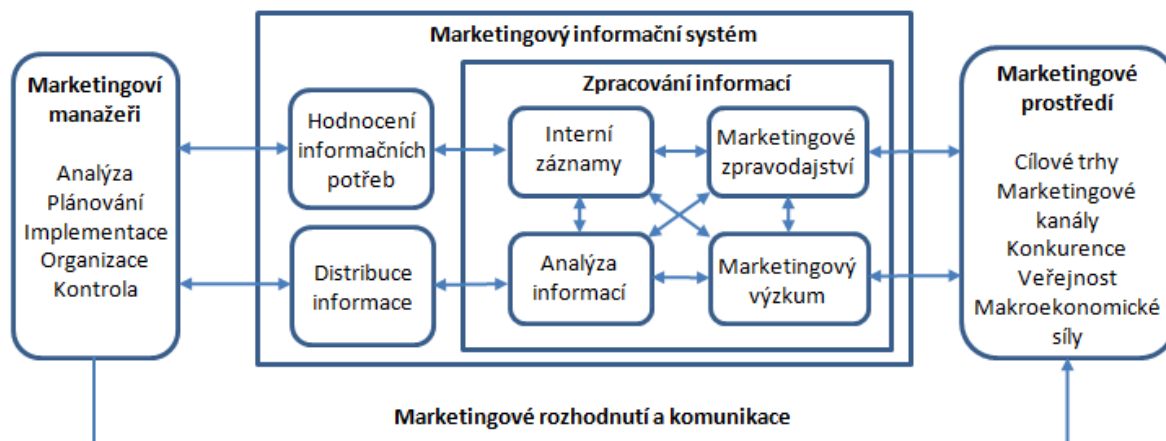 Marketingový informační systém
Marketingoví
manažeři
Analýza
Plánování
Implementace
Organizace
Kontrola
Hodnocení
informačních
potřeb
Distribuce
informace
Zpracování informací
Interní
záznamy
Marketingové
zpravodajství
Analýza
informací
Marketingový
výzkum
Marketingové
prostředí
Cílové trhy
Marketingové
kanály
Konkurence
Veřejnost
Makroekonomické
síly
Marketingové rozhodnutí a komunikace